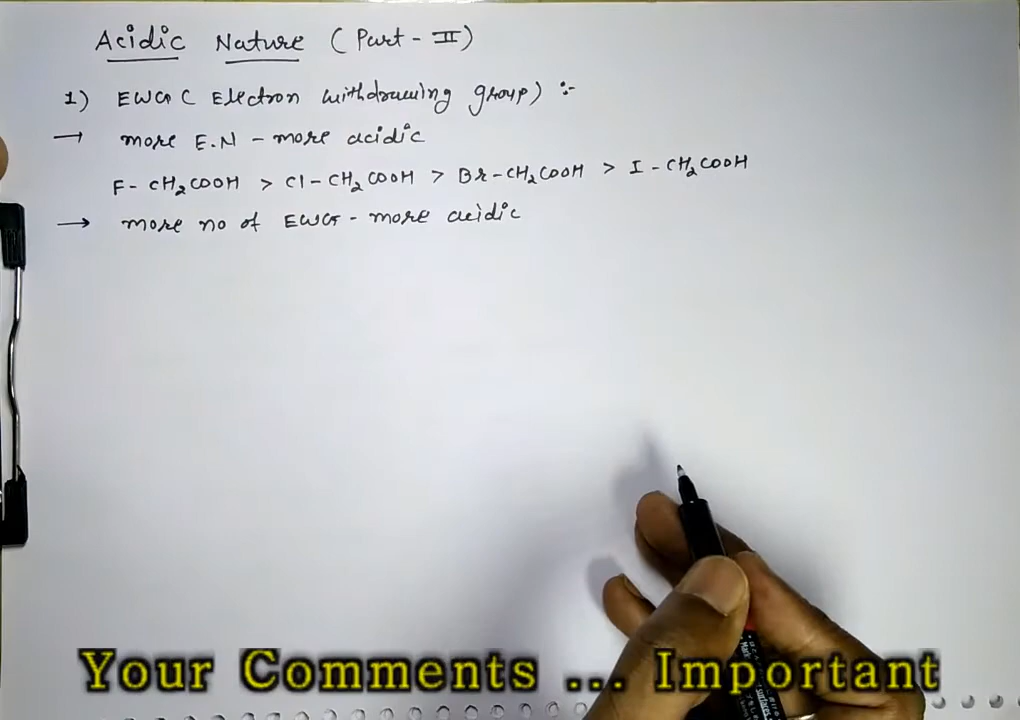 Acidic Nature (Part-II)
1) EWG ( Electron withdrawing group) :-
→ more E.N - more acidic
F-CH₂COOH > Cl-CH₂COOH > Br-CH₂COOH > I-CH₂COOH
→ more no of EWG - more acidic
Your Comments ... Important